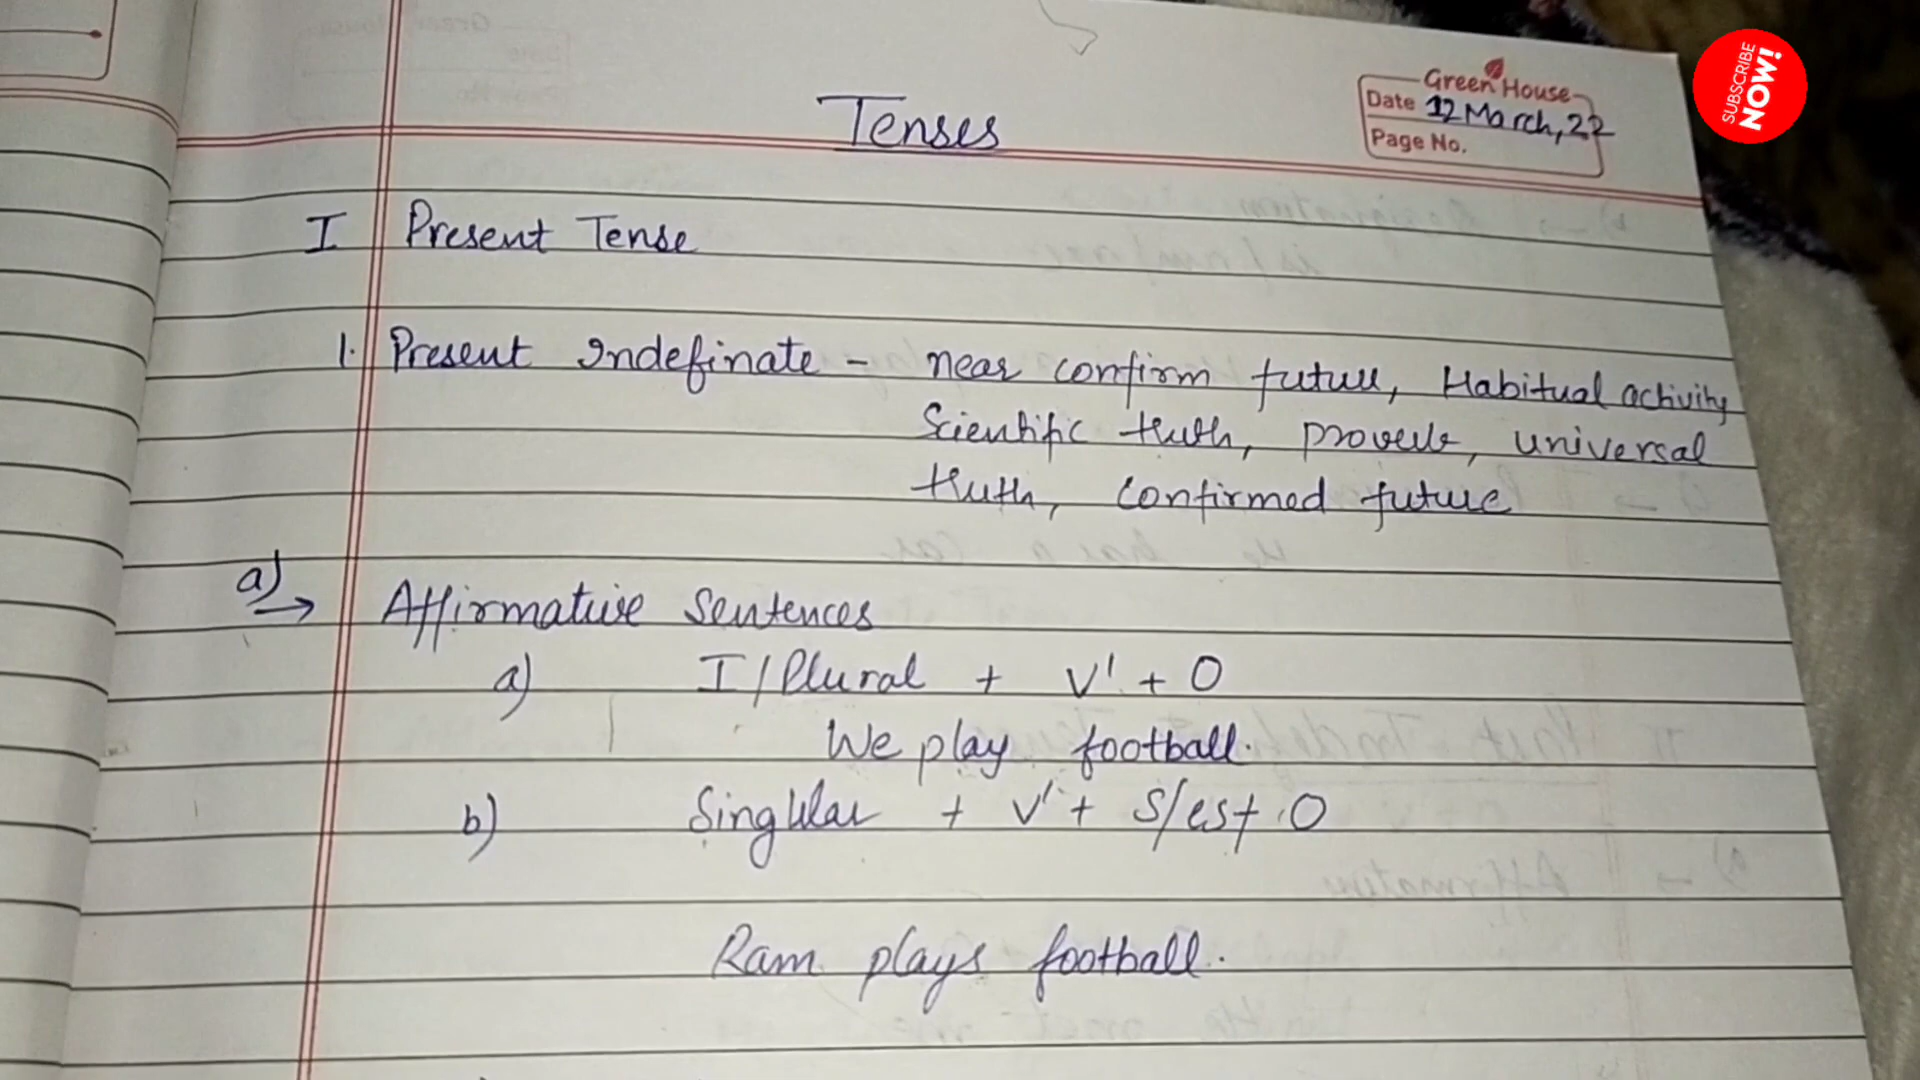 Tenses
Green House
Date 12 March, 22
Page No.
SUBSCRIBE
NOW!
I Present Tense
1. Present Indefinate - near confirm future, Habitual activity
Scientific truth, proverb, universal
truth, confirmed future
a) → Affirmative Sentences
a) I/Plural + V' + O
We play football.
b) Singular + V' + S/es + O
Ram plays football.